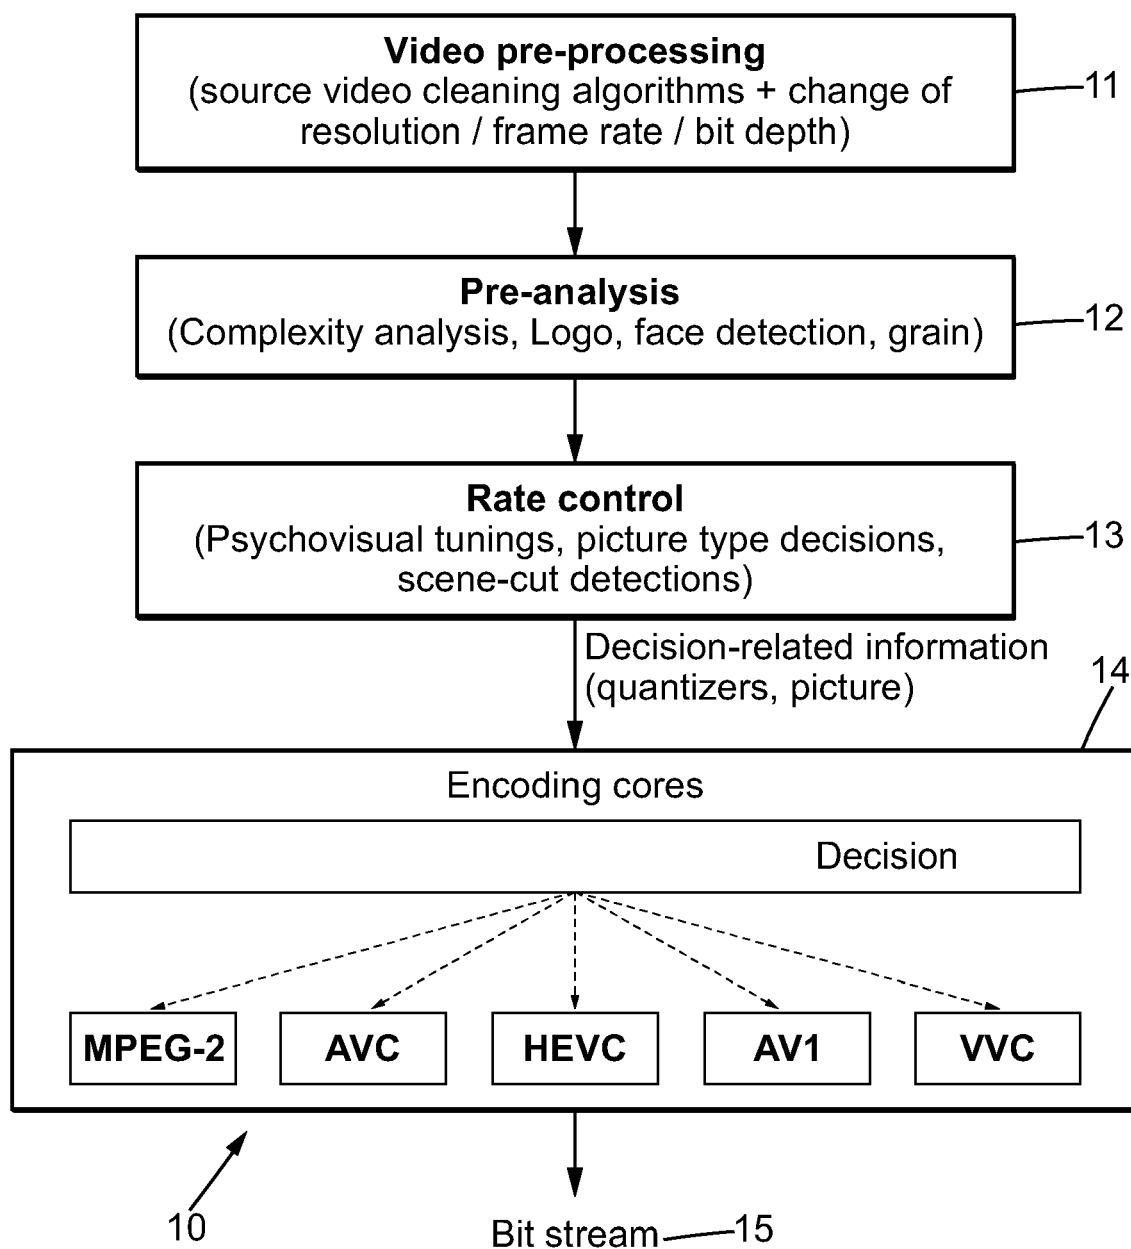 Video pre-processing
(source video cleaning algorithms + change of
resolution / frame rate / bit depth)
11
Pre-analysis
(Complexity analysis, Logo, face detection, grain)
12
Rate control
(Psychovisual tunings, picture type decisions,
scene-cut detections)
13
Decision-related information
(quantizers, picture)
14
Encoding cores
Decision
MPEG-2 AVC HEVC AV1 VVC
10
Bit stream 15